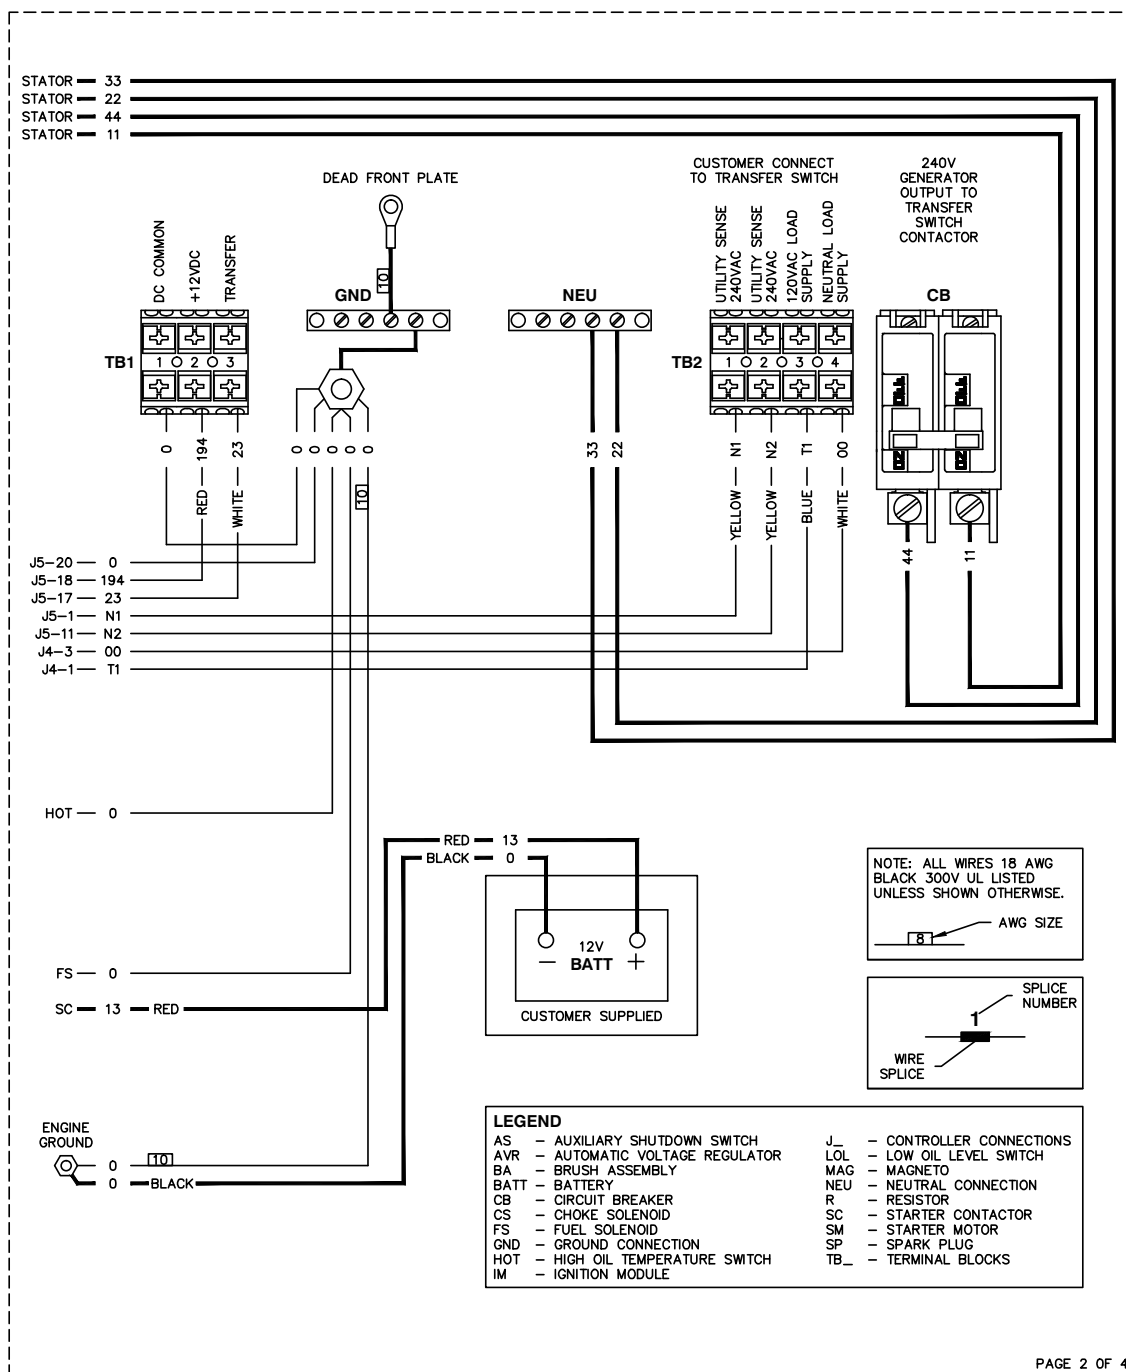 STATOR 33
STATOR 22
STATOR 44
STATOR 11
DEAD FRONT PLATE
CUSTOMER CONNECT
TO TRANSFER SWITCH
240V
GENERATOR
OUTPUT TO
TRANSFER
SWITCH
CONTACTOR
DC COMMON
+12VDC
TRANSFER
10
UTILITY SENSE
240VAC
UTILITY SENSE
240VAC
120VAC LOAD
SUPPLY
NEUTRAL LOAD
SUPPLY
GND
NEU
CB
TB1
1 2 3
TB2
1 2 3 4
OFF OFF
ON ON
0 194 23
RED
WHITE
0 0 0 0 0
10
33 22
N1 N2 T1 00
YELLOW
YELLOW
BLUE
WHITE
44 11
J5-20 0
J5-18 194
J5-17 23
J5-1 N1
J5-11 N2
J4-3 00
J4-1 T1
HOT 0
RED 13
BLACK 0
12V
− BATT +
CUSTOMER SUPPLIED
NOTE: ALL WIRES 18 AWG
BLACK 300V UL LISTED
UNLESS SHOWN OTHERWISE.
AWG SIZE
8
FS 0
SC 13 RED
SPLICE
NUMBER
1
WIRE
SPLICE
ENGINE
GROUND
0 10
0 BLACK
LEGEND
AS – AUXILIARY SHUTDOWN SWITCH
AVR – AUTOMATIC VOLTAGE REGULATOR
BA – BRUSH ASSEMBLY
BATT – BATTERY
CB – CIRCUIT BREAKER
CS – CHOKE SOLENOID
FS – FUEL SOLENOID
GND – GROUND CONNECTION
HOT – HIGH OIL TEMPERATURE SWITCH
IM – IGNITION MODULE
J_ – CONTROLLER CONNECTIONS
LOL – LOW OIL LEVEL SWITCH
MAG – MAGNETO
NEU – NEUTRAL CONNECTION
R – RESISTOR
SC – STARTER CONTACTOR
SM – STARTER MOTOR
SP – SPARK PLUG
TB_ – TERMINAL BLOCKS
PAGE 2 OF 4